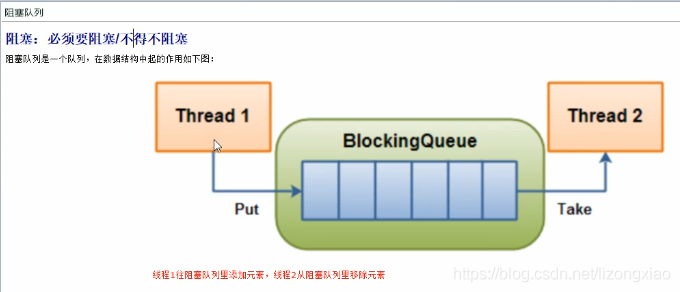 阻塞队列
阻塞：必须要阻塞/不得不阻塞
阻塞队列是一个队列，在数据结构中起的作用如下图：
Thread 1
Thread 2
BlockingQueue
Put
Take
线程1往阻塞队列里添加元素，线程2从阻塞队列里移除元素
https://blog.csdn.net/lizongxiao